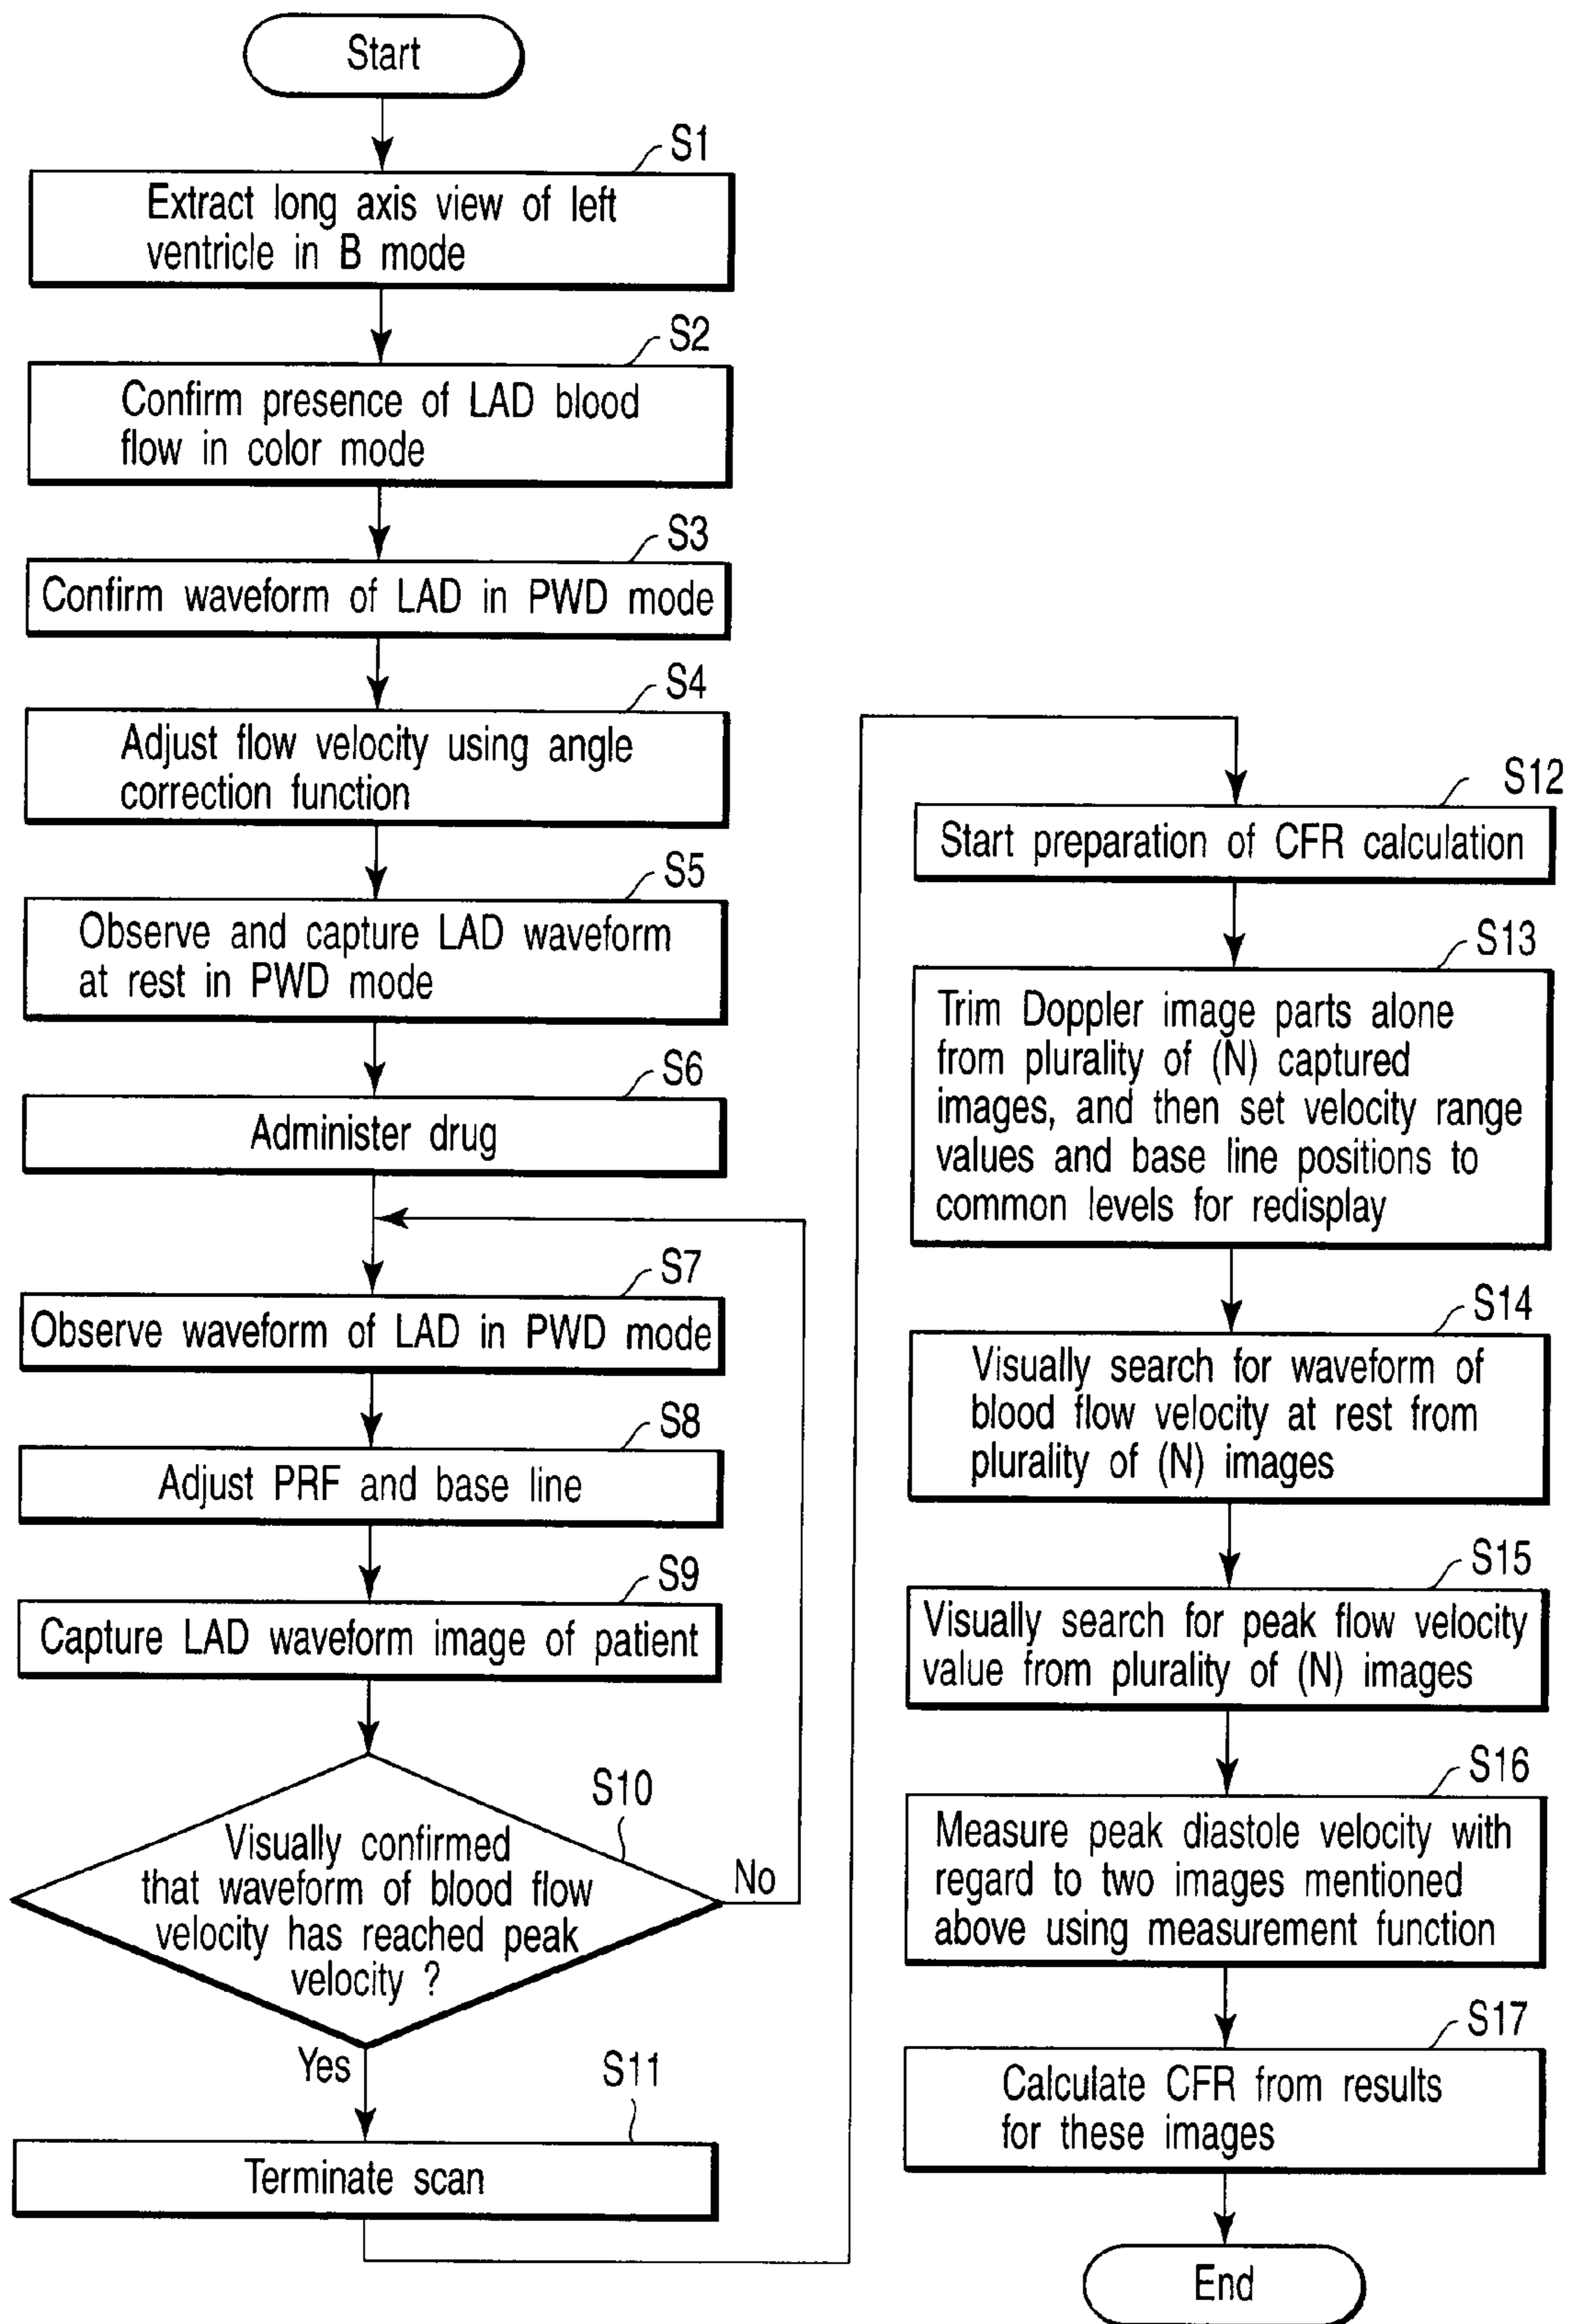 Start
S1
Extract long axis view of left
ventricle in B mode
S2
Confirm presence of LAD blood
flow in color mode
S3
Confirm waveform of LAD in PWD mode
S4
Adjust flow velocity using angle
correction function
S5
Observe and capture LAD waveform
at rest in PWD mode
S6
Administer drug
S7
Observe waveform of LAD in PWD mode
S8
Adjust PRF and base line
S9
Capture LAD waveform image of patient
S10
Visually confirmed
that waveform of blood flow
velocity has reached peak
velocity ?
No
Yes
S11
Terminate scan
S12
Start preparation of CFR calculation
S13
Trim Doppler image parts alone
from plurality of (N) captured
images, and then set velocity range
values and base line positions to
common levels for redisplay
S14
Visually search for waveform of
blood flow velocity at rest from
plurality of (N) images
S15
Visually search for peak flow velocity
value from plurality of (N) images
S16
Measure peak diastole velocity with
regard to two images mentioned
above using measurement function
S17
Calculate CFR from results
for these images
End